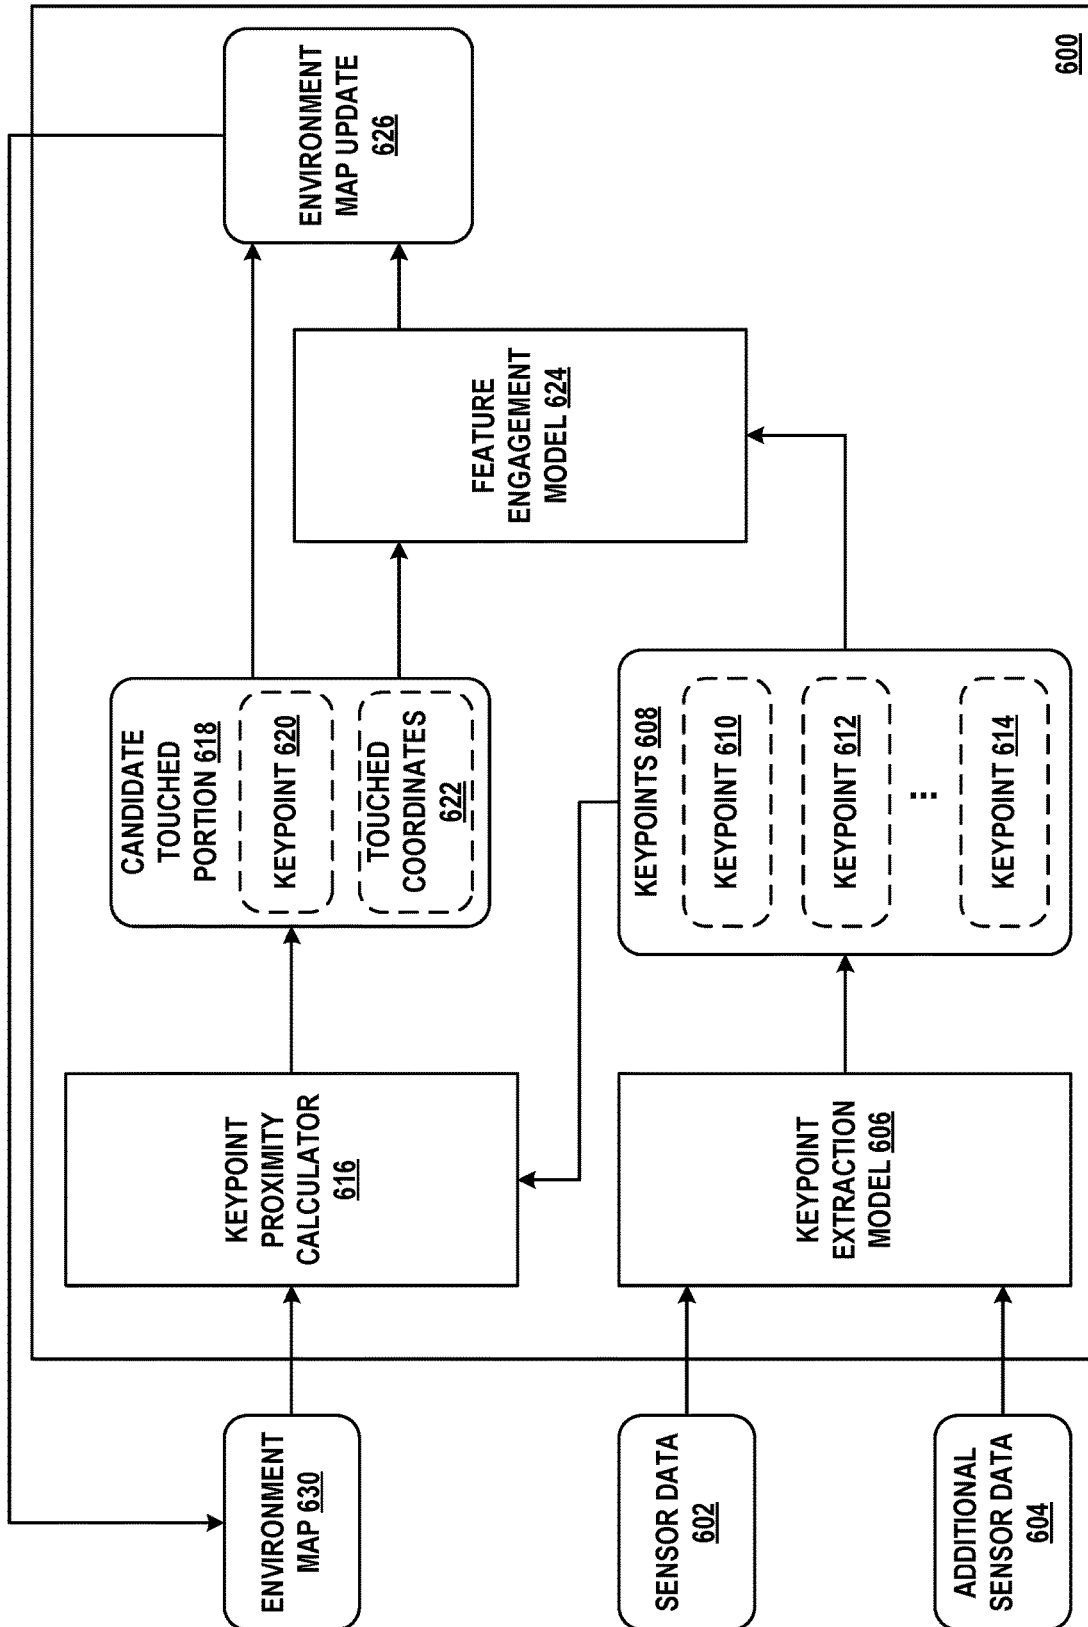 ENVIRONMENT
MAP 630
SENSOR DATA
602
ADDITIONAL
SENSOR DATA
604
KEYPOINT
PROXIMITY
CALCULATOR
616
KEYPOINT
EXTRACTION
MODEL 606
CANDIDATE
TOUCHED
PORTION 618
KEYPOINT 620
TOUCHED
COORDINATES
622
KEYPOINTS 608
KEYPOINT 610
KEYPOINT 612
...
KEYPOINT 614
FEATURE
ENGAGEMENT
MODEL 624
ENVIRONMENT
MAP UPDATE
626
600